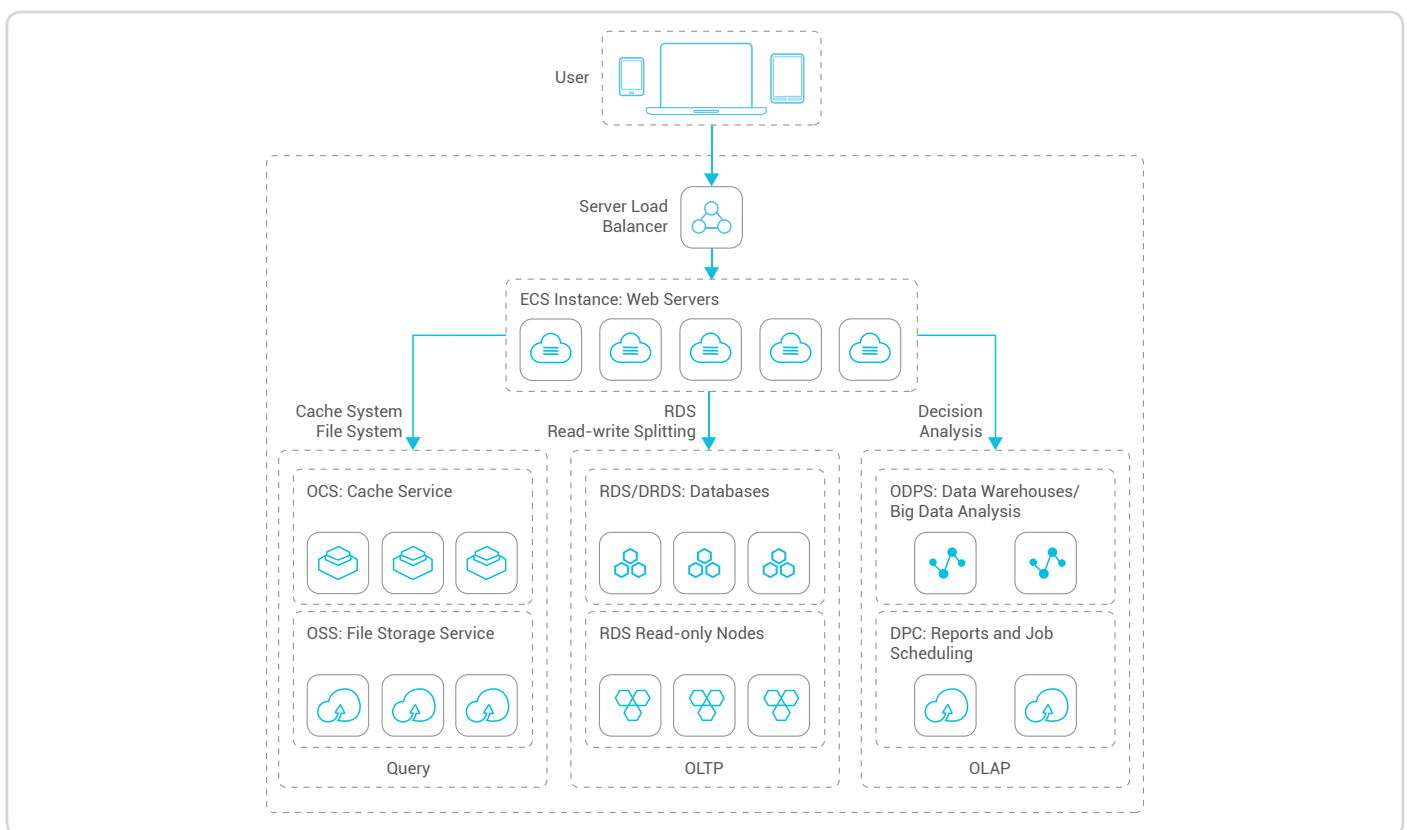 User
Server Load
Balancer
ECS Instance: Web Servers
Cache System
File System
RDS
Read-write Splitting
Decision
Analysis
OCS: Cache Service
OSS: File Storage Service
Query
RDS/DRDS: Databases
RDS Read-only Nodes
OLTP
ODPS: Data Warehouses/
Big Data Analysis
DPC: Reports and Job
Scheduling
OLAP